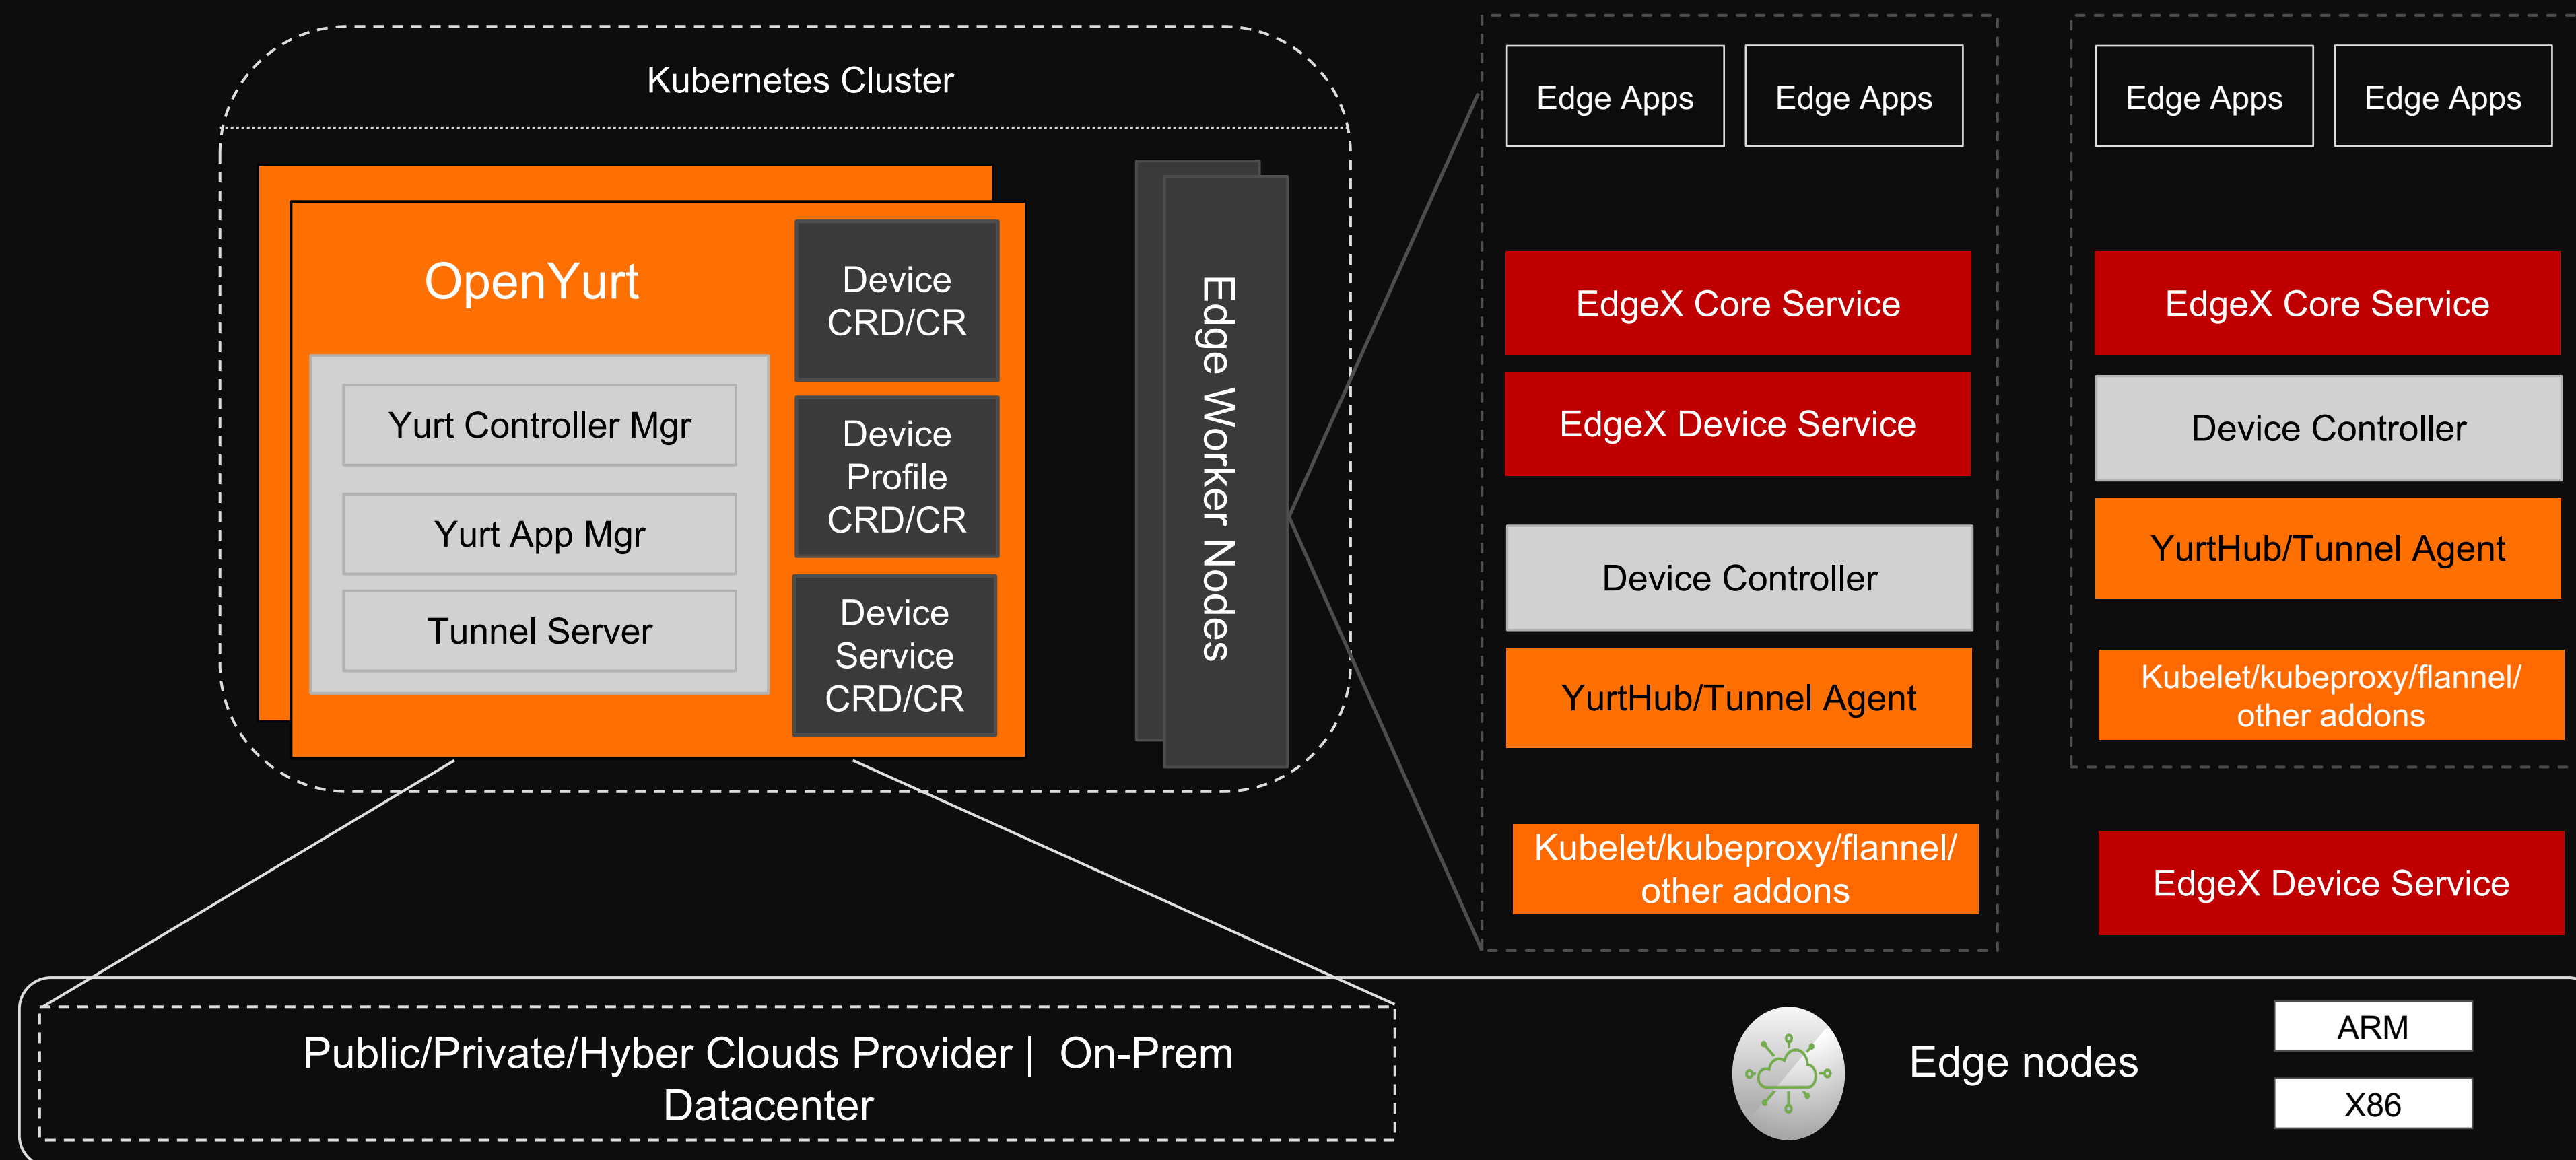 Kubernetes Cluster
OpenYurt
Yurt Controller Mgr
Yurt App Mgr
Tunnel Server
Device
CRD/CR
Device
Profile
CRD/CR
Device
Service
CRD/CR
Edge Worker Nodes
Edge Apps
Edge Apps
EdgeX Core Service
EdgeX Device Service
Device Controller
YurtHub/Tunnel Agent
Kubelet/kubeproxy/flannel/
other addons
Edge Apps
Edge Apps
EdgeX Core Service
Device Controller
YurtHub/Tunnel Agent
Kubelet/kubeproxy/flannel/
other addons
EdgeX Device Service
Public/Private/Hyber Clouds Provider | On-Prem
Datacenter
Edge nodes
ARM
X86